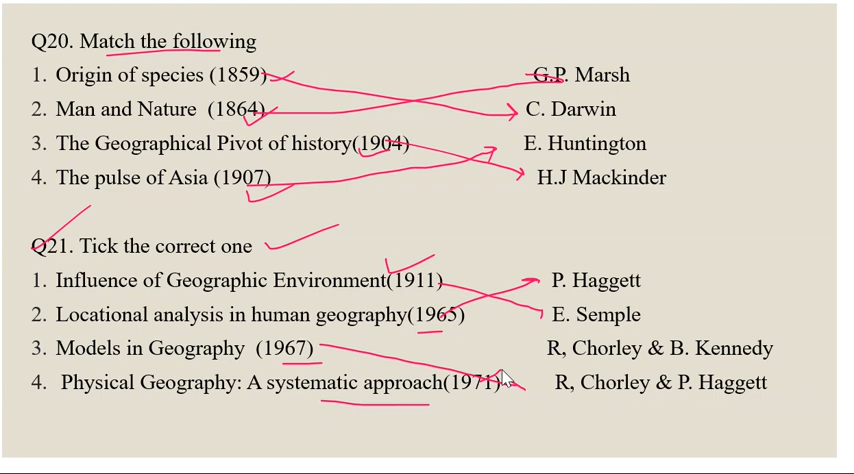 Q20. Match the following
1. Origin of species (1859) G.P. Marsh
2. Man and Nature (1864) C. Darwin
3. The Geographical Pivot of history(1904) E. Huntington
4. The pulse of Asia (1907) H.J Mackinder
Q21. Tick the correct one
1. Influence of Geographic Environment(1911) P. Haggett
2. Locational analysis in human geography(1965) E. Semple
3. Models in Geography (1967) R, Chorley & B. Kennedy
4. Physical Geography: A systematic approach(1971) R, Chorley & P. Haggett